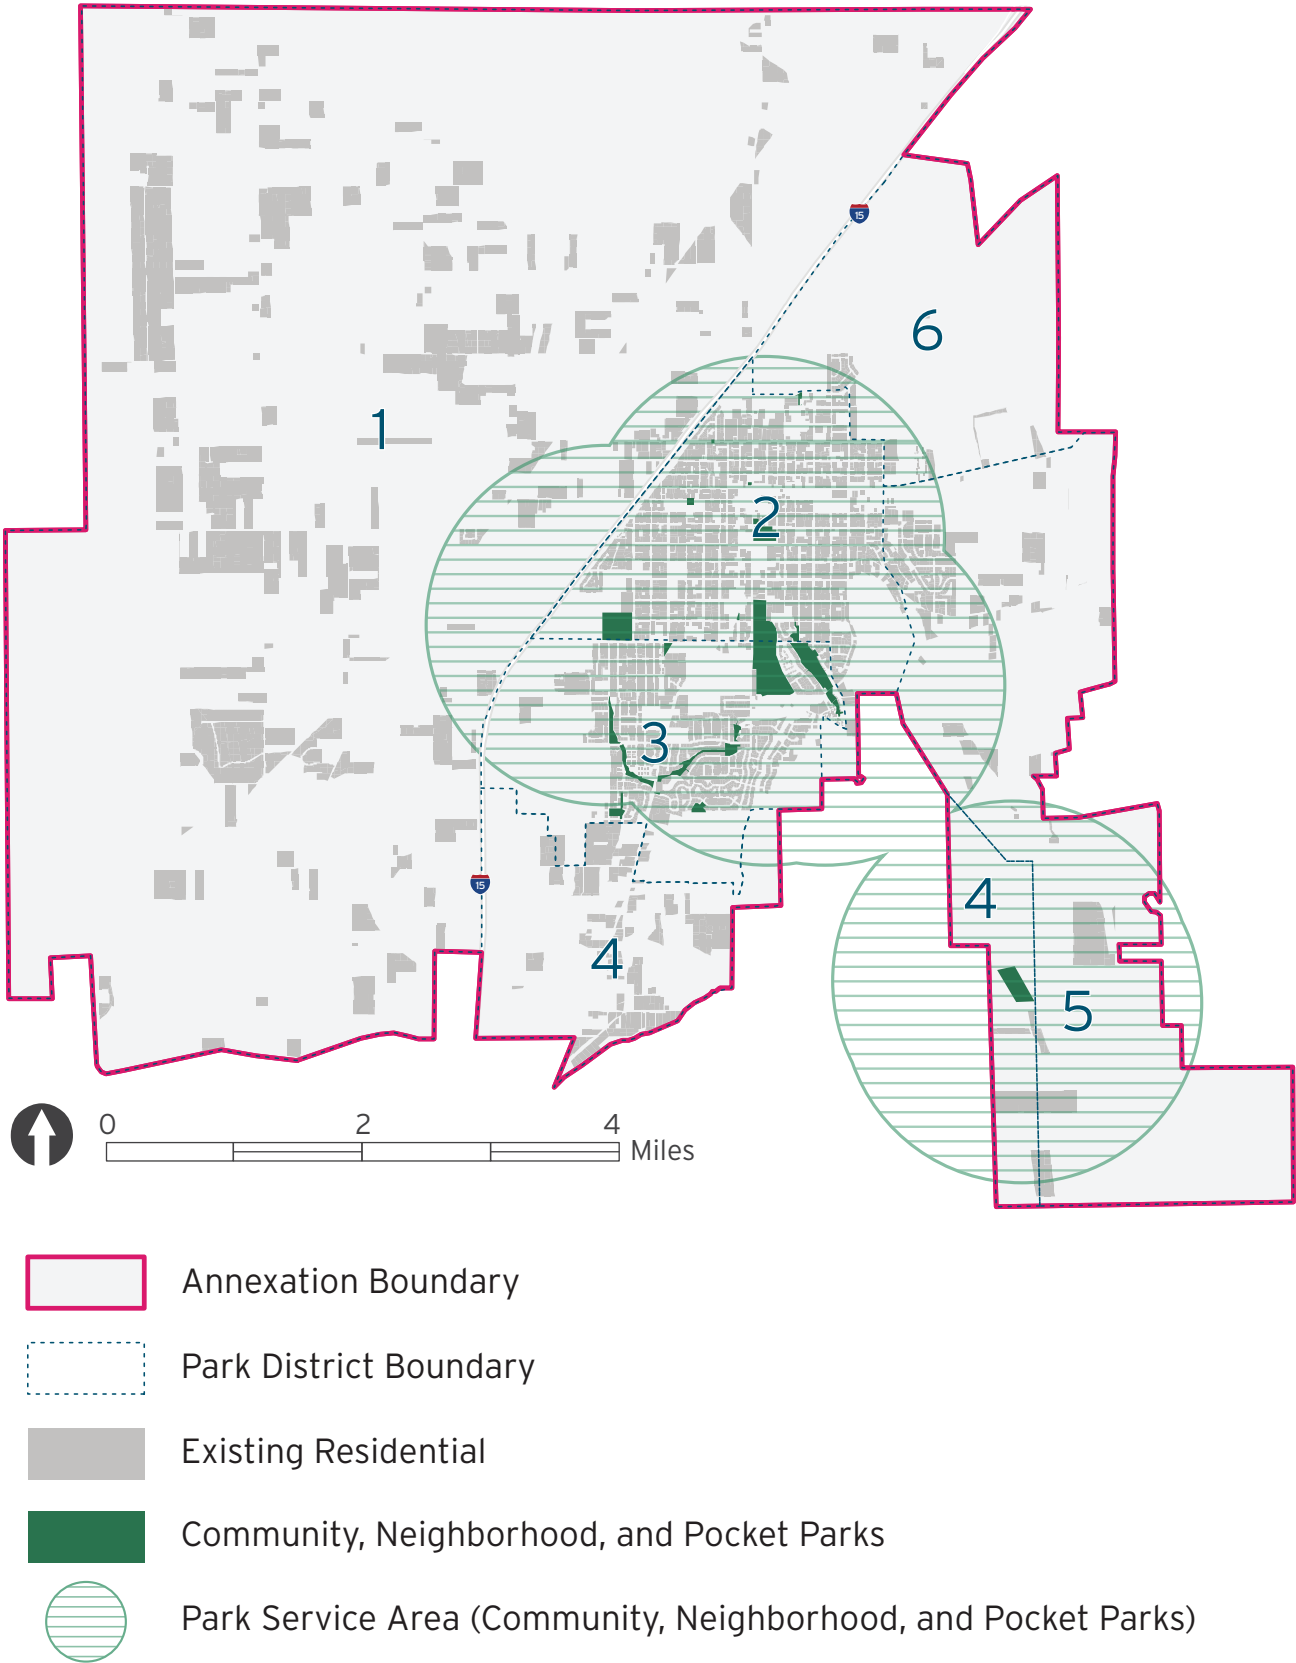 15
6
1
2
3
15
4
4
5
0 2 4
Miles
Annexation Boundary
Park District Boundary
Existing Residential
Community, Neighborhood, and Pocket Parks
Park Service Area (Community, Neighborhood, and Pocket Parks)